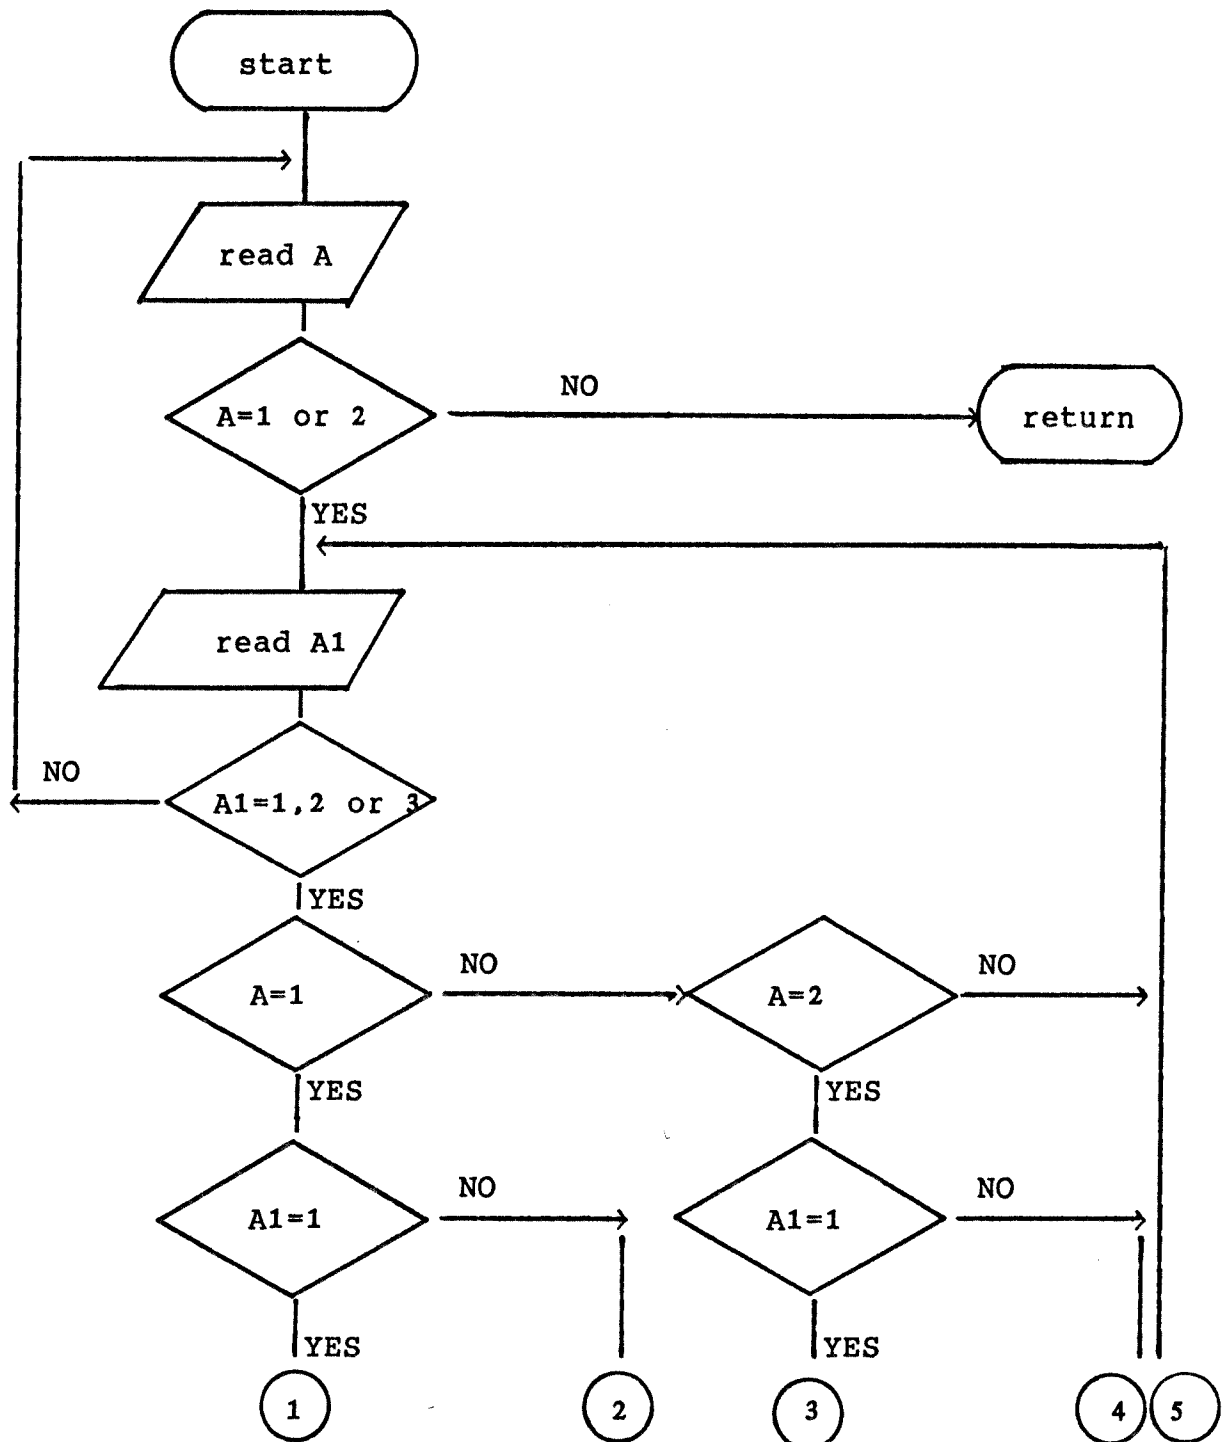 start
read A
NO
A=1 or 2
return
YES
read A1
NO
A1=1,2 or 3
YES
NO
NO
A=1
A=2
YES
YES
NO
NO
A1=1
A1=1
YES
YES
1
2
3
4
5